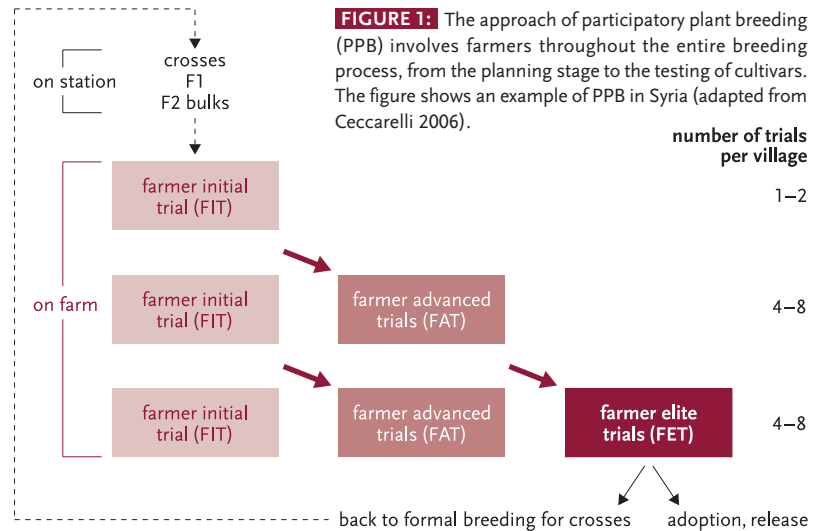 FIGURE 1: The approach of participatory plant breeding
(PPB) involves farmers throughout the entire breeding
process, from the planning stage to the testing of cultivars.
The figure shows an example of PPB in Syria (adapted from
Ceccarelli 2006).
on station
crosses
F1
F2 bulks
number of trials
per village
on farm
farmer initial
trial (FIT)
1–2
farmer initial
trial (FIT)
farmer advanced
trials (FAT)
4–8
farmer initial
trial (FIT)
farmer advanced
trials (FAT)
farmer elite
trials (FET)
4–8
back to formal breeding for crosses
adoption, release